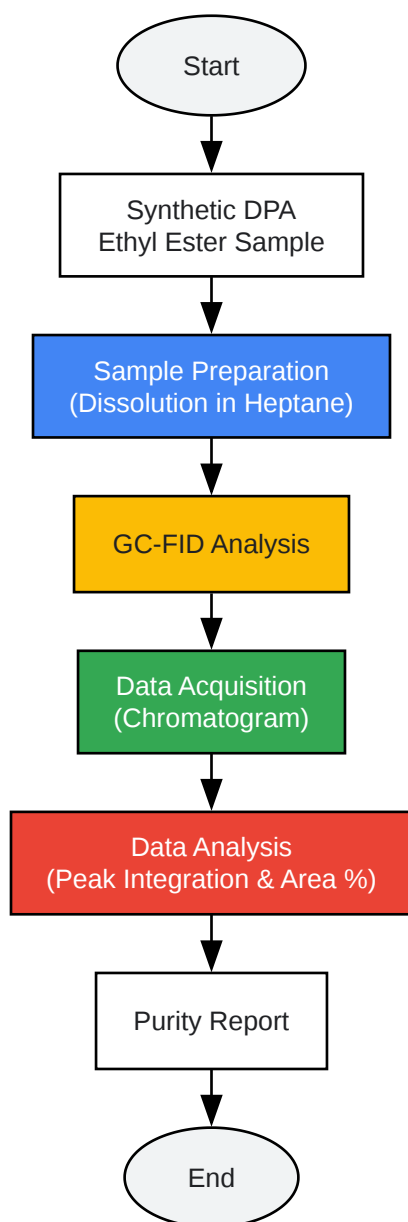 Start
Synthetic DPA
Ethyl Ester Sample
Sample Preparation
(Dissolution in Heptane)
GC-FID Analysis
Data Acquisition
(Chromatogram)
Data Analysis
(Peak Integration & Area %)
Purity Report
End